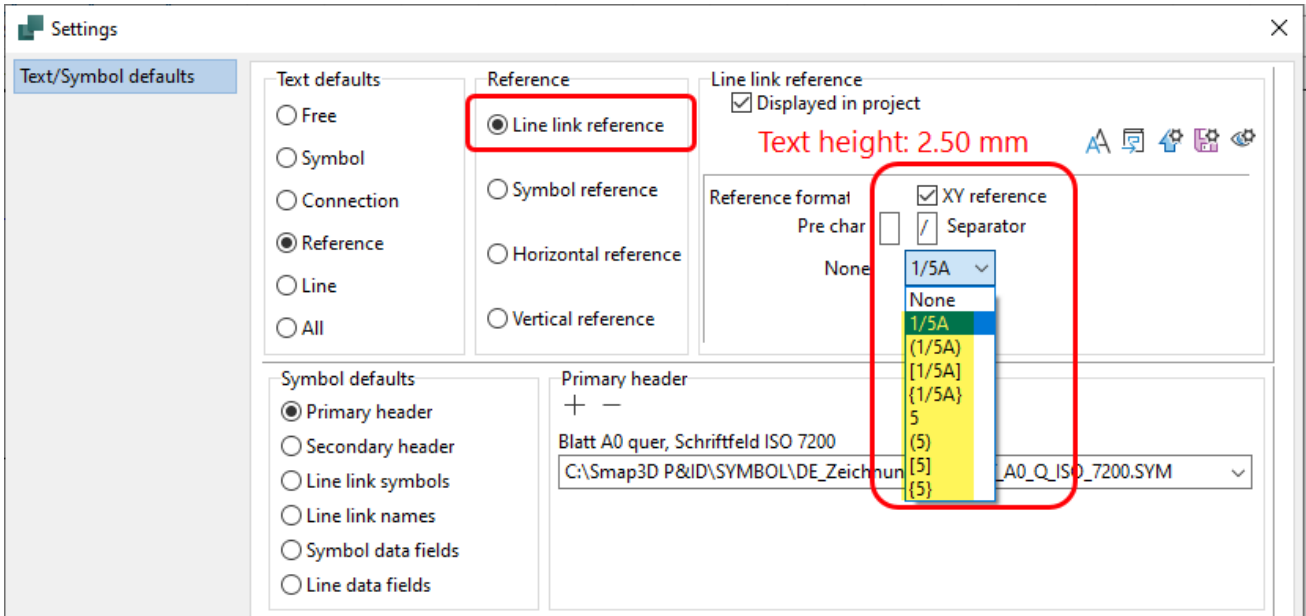 Settings
Text/Symbol defaults
Text defaults
Free
Symbol
Connection
Reference
Line
All
Reference
Line link reference
Symbol reference
Horizontal reference
Vertical reference
Line link reference
Displayed in project
Text height: 2.50 mm
Reference format
XY reference
Pre char
/
Separator
None
1/5A
None
1/5A
(1/5A)
[1/5A]
{1/5A}
5
(5)
[5]
{5}
Symbol defaults
Primary header
Secondary header
Line link symbols
Line link names
Symbol data fields
Line data fields
Primary header
Blatt A0 quer, Schriftfeld ISO 7200
C:\Smap3D P&ID\SYMBOL\DE_Zeichnun _A0_Q_ISO_7200.SYM